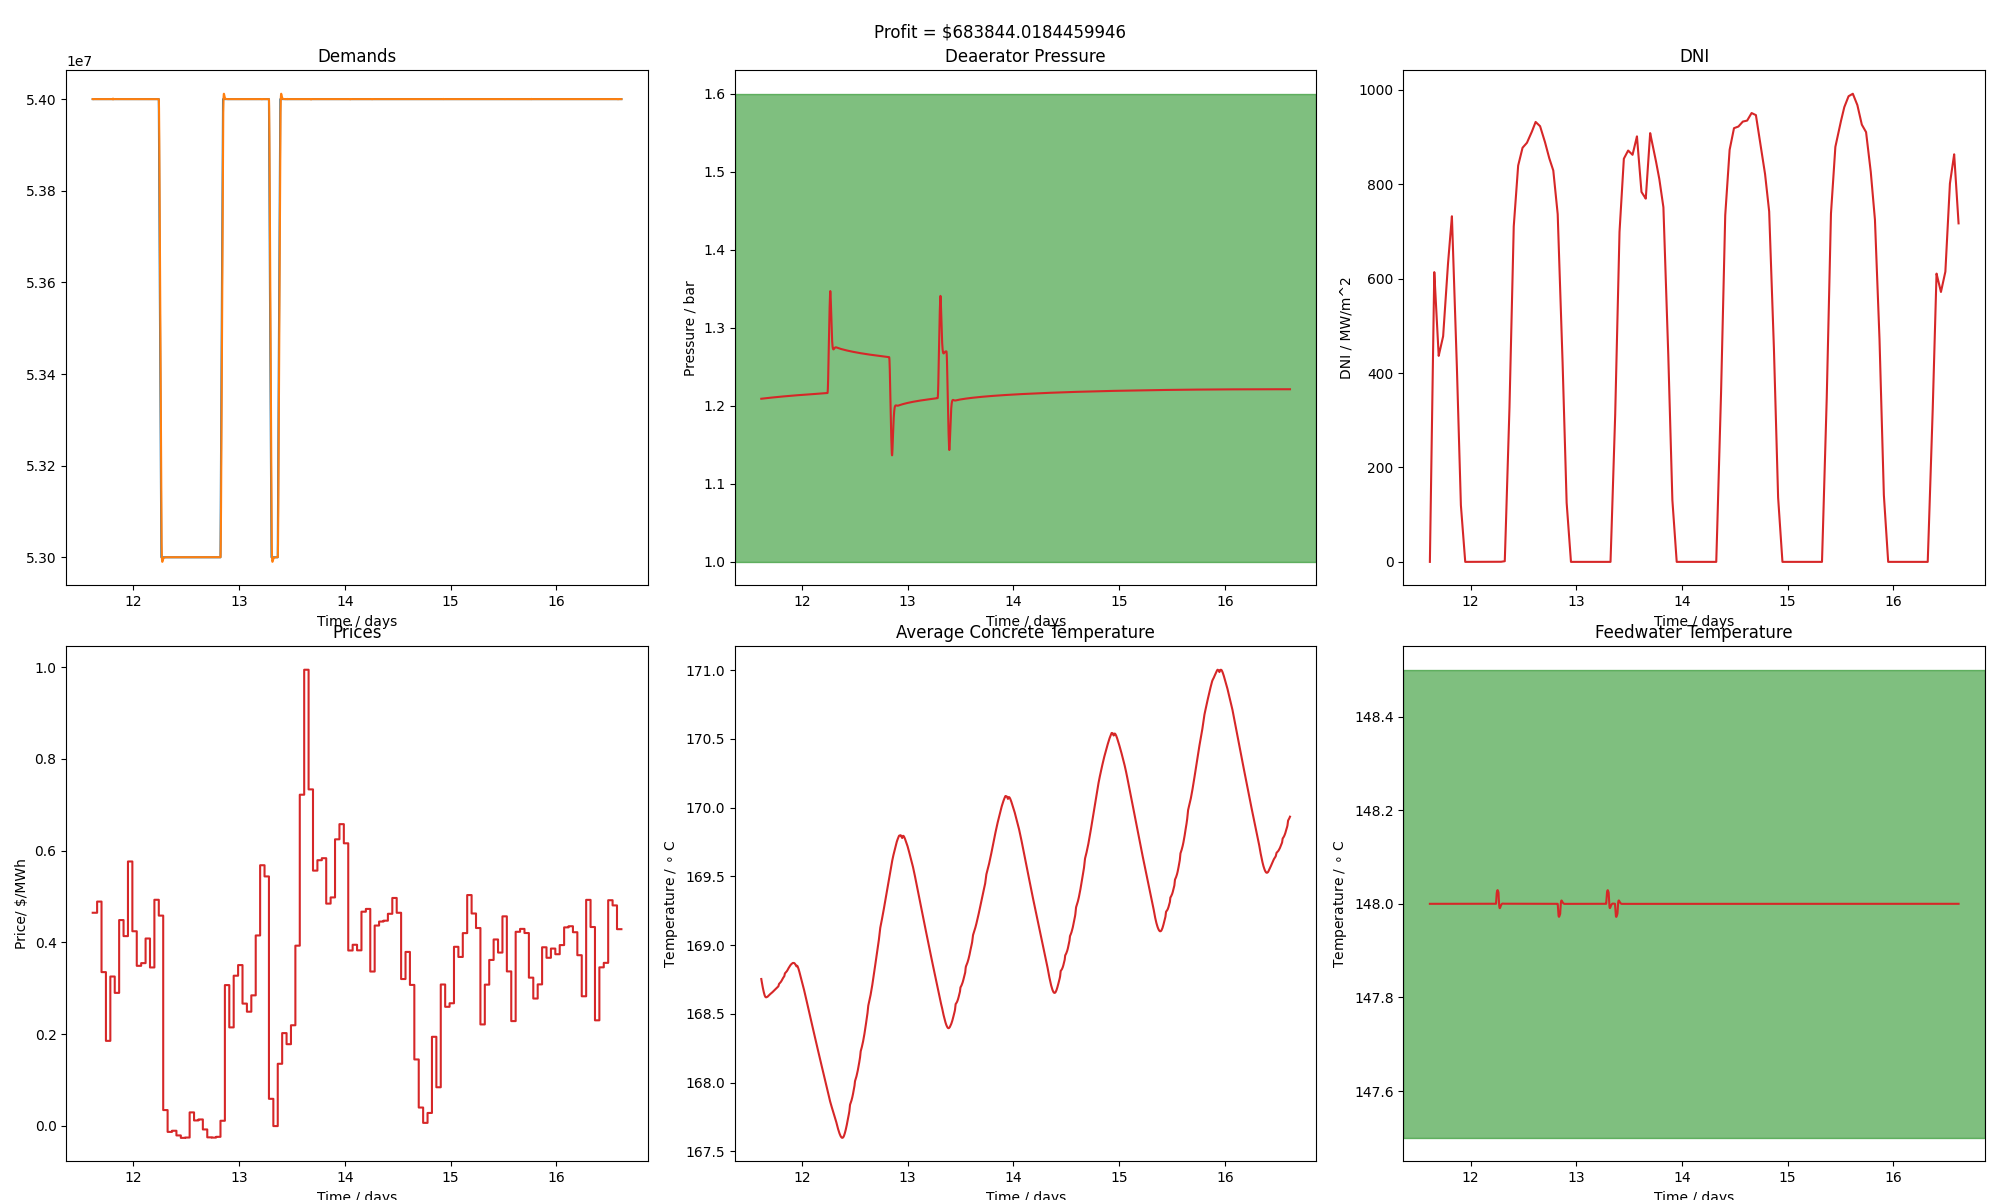 Profit = $683844.0184459946
Demands
1e7
5.40
5.38
5.36
5.34
5.32
5.30
12 13 14 15 16
Time / days
Deaerator Pressure
Pressure / bar
1.6
1.5
1.4
1.3
1.2
1.1
1.0
12 13 14 15 16
Time / days
DNI
DNI / MW/m^2
1000
800
600
400
200
0
12 13 14 15 16
Time / days
Prices
Price/ $/MWh
1.0
0.8
0.6
0.4
0.2
0.0
12 13 14 15 16
Time / days
Average Concrete Temperature
Temperature / ∘ C
171.0
170.5
170.0
169.5
169.0
168.5
168.0
167.5
12 13 14 15 16
Time / days
Feedwater Temperature
Temperature / ∘ C
148.4
148.2
148.0
147.8
147.6
12 13 14 15 16
Time / days